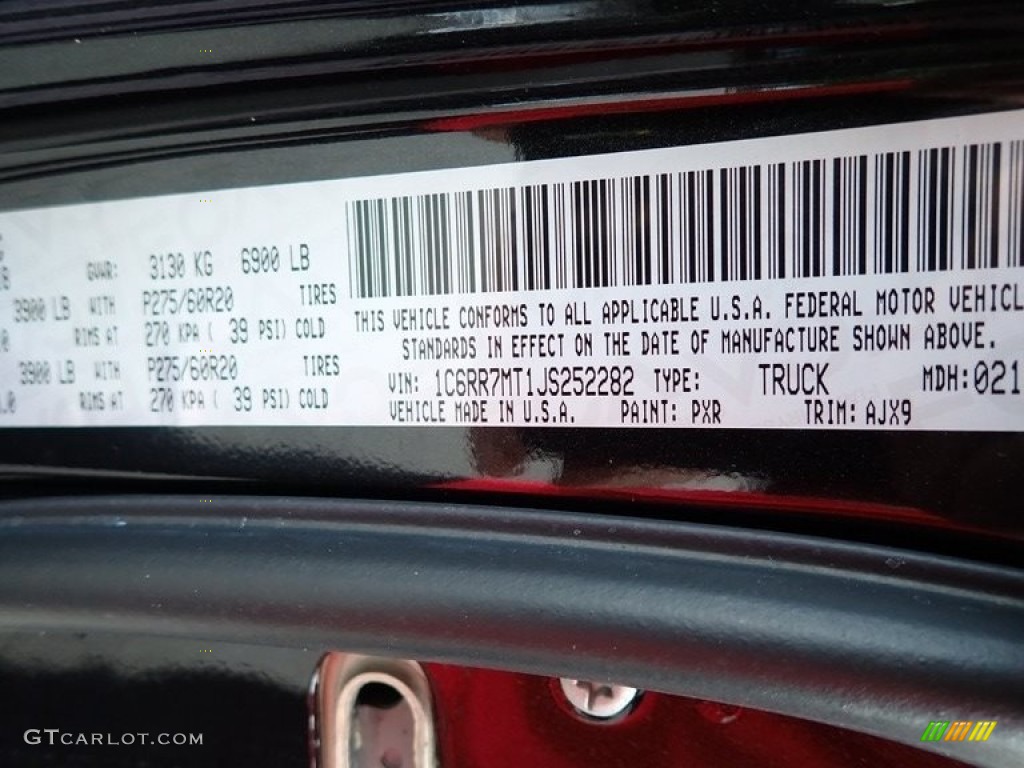 GVWR: 3130 KG 6900 LB
3900 LB WITH P275/60R20 TIRES
RIMS AT 270 KPA ( 39 PSI) COLD
3900 LB WITH P275/60R20 TIRES
RIMS AT 270 KPA ( 39 PSI) COLD
THIS VEHICLE CONFORMS TO ALL APPLICABLE U.S.A. FEDERAL MOTOR VEHICL
STANDARDS IN EFFECT ON THE DATE OF MANUFACTURE SHOWN ABOVE.
VIN: 1C6RR7MT1JS252282 TYPE: TRUCK MDH:021
VEHICLE MADE IN U.S.A. PAINT: PXR TRIM: AJX9
GTCARLOT.COM